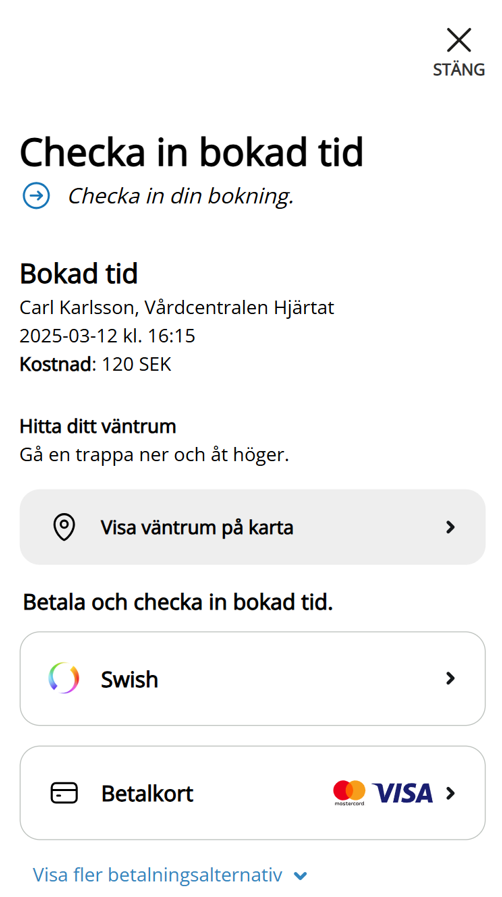 STÄNG
Checka in bokad tid
Checka in din bokning.
Bokad tid
Carl Karlsson, Vårdcentralen Hjärtat
2025-03-12 kl. 16:15
Kostnad: 120 SEK
Hitta ditt väntrum
Gå en trappa ner och åt höger.
Visa väntrum på karta
Betala och checka in bokad tid.
Swish
Betalkort mastercard VISA
Visa fler betalningsalternativ